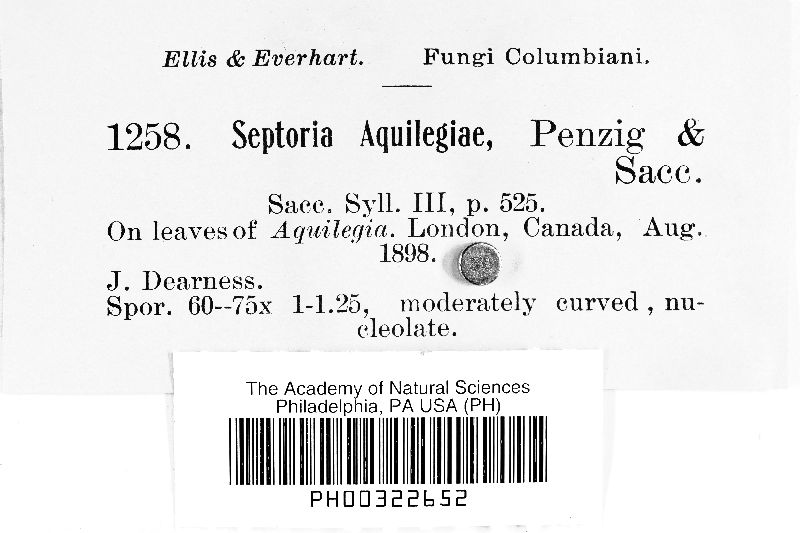 Ellis & Everhart. Fungi Columbiani.
1258. Septoria Aquilegiae, Penzig &
Sacc.
Sacc. Syll. III, p. 525.
On leaves of Aquilegia. London, Canada, Aug.
1898.
J. Dearness.
Spor. 60--75x 1-1.25, moderately curved , nu-
cleolate.
The Academy of Natural Sciences
Philadelphia, PA USA (PH)
PH00322652